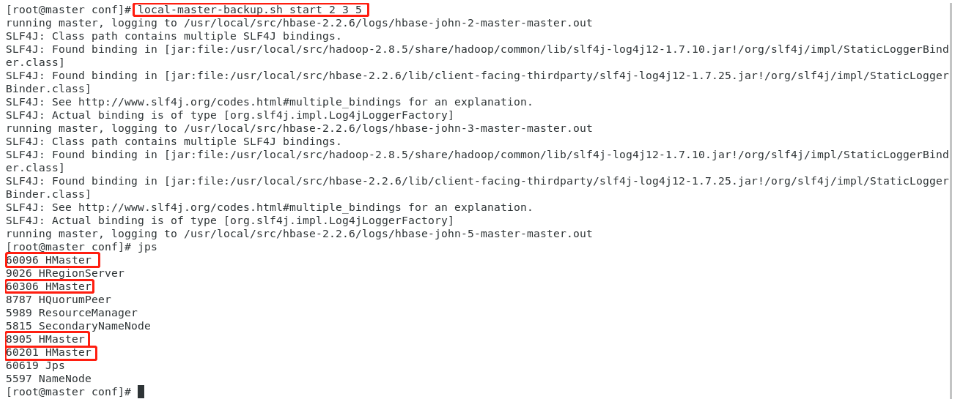 [root@master conf]# local-master-backup.sh start 2 3 5
running master, logging to /usr/local/src/hbase-2.2.6/logs/hbase-john-2-master-master.out
SLF4J: Class path contains multiple SLF4J bindings.
SLF4J: Found binding in [jar:file:/usr/local/src/hadoop-2.8.5/share/hadoop/common/lib/slf4j-log4j12-1.7.10.jar!/org/slf4j/impl/StaticLoggerBind
er.class]
SLF4J: Found binding in [jar:file:/usr/local/src/hbase-2.2.6/lib/client-facing-thirdparty/slf4j-log4j12-1.7.25.jar!/org/slf4j/impl/StaticLogger
Binder.class]
SLF4J: See http://www.slf4j.org/codes.html#multiple_bindings for an explanation.
SLF4J: Actual binding is of type [org.slf4j.impl.Log4jLoggerFactory]
running master, logging to /usr/local/src/hbase-2.2.6/logs/hbase-john-3-master-master.out
SLF4J: Class path contains multiple SLF4J bindings.
SLF4J: Found binding in [jar:file:/usr/local/src/hadoop-2.8.5/share/hadoop/common/lib/slf4j-log4j12-1.7.10.jar!/org/slf4j/impl/StaticLoggerBind
er.class]
SLF4J: Found binding in [jar:file:/usr/local/src/hbase-2.2.6/lib/client-facing-thirdparty/slf4j-log4j12-1.7.25.jar!/org/slf4j/impl/StaticLogger
Binder.class]
SLF4J: See http://www.slf4j.org/codes.html#multiple_bindings for an explanation.
SLF4J: Actual binding is of type [org.slf4j.impl.Log4jLoggerFactory]
running master, logging to /usr/local/src/hbase-2.2.6/logs/hbase-john-5-master-master.out
[root@master conf]# jps
60096 HMaster
9026 HRegionServer
60306 HMaster
8787 HQuorumPeer
5989 ResourceManager
5815 SecondaryNameNode
8905 HMaster
60201 HMaster
60619 Jps
5597 NameNode
[root@master conf]#